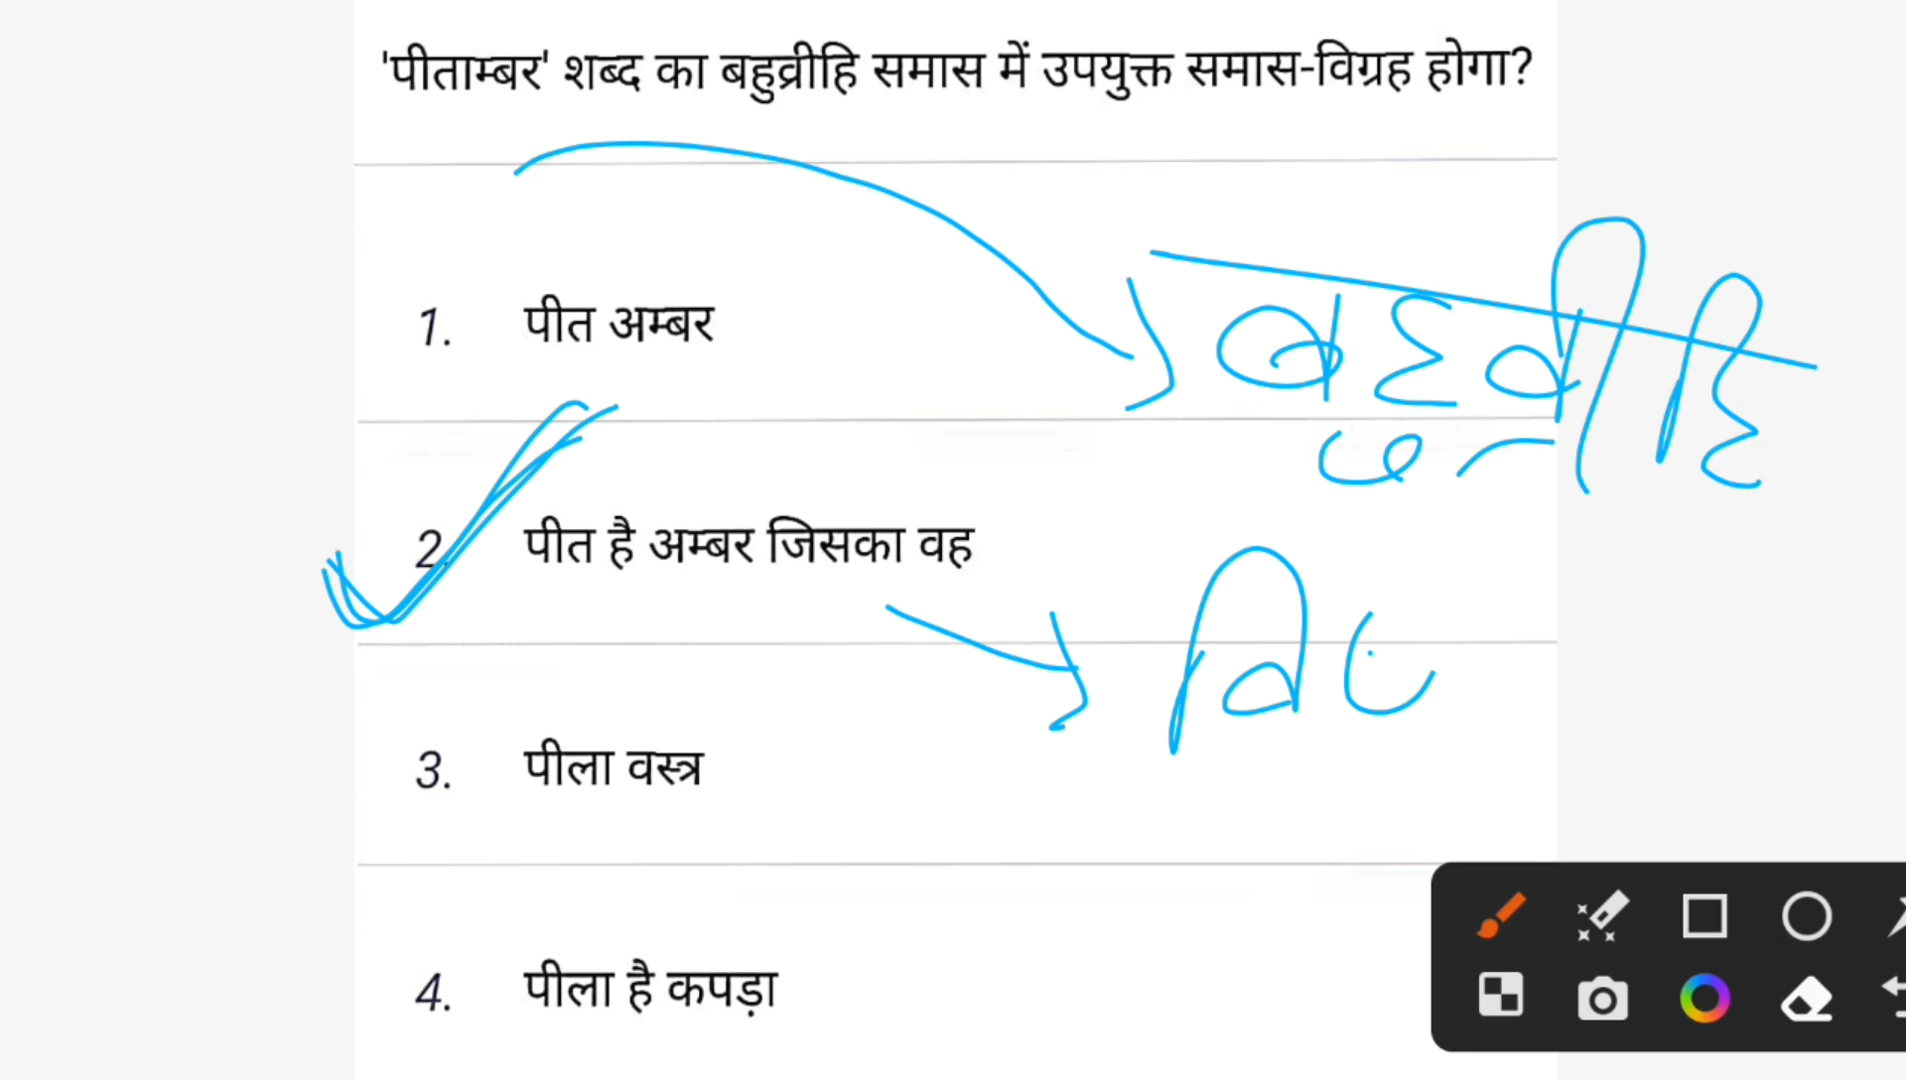 'पीताम्बर' शब्द का बहुव्रीहि समास में उपयुक्त समास-विग्रह होगा?
1. पीत अम्बर
बहुव्रीहि
2. पीत है अम्बर जिसका वह
3. पीला वस्त्र
4. पीला है कपड़ा